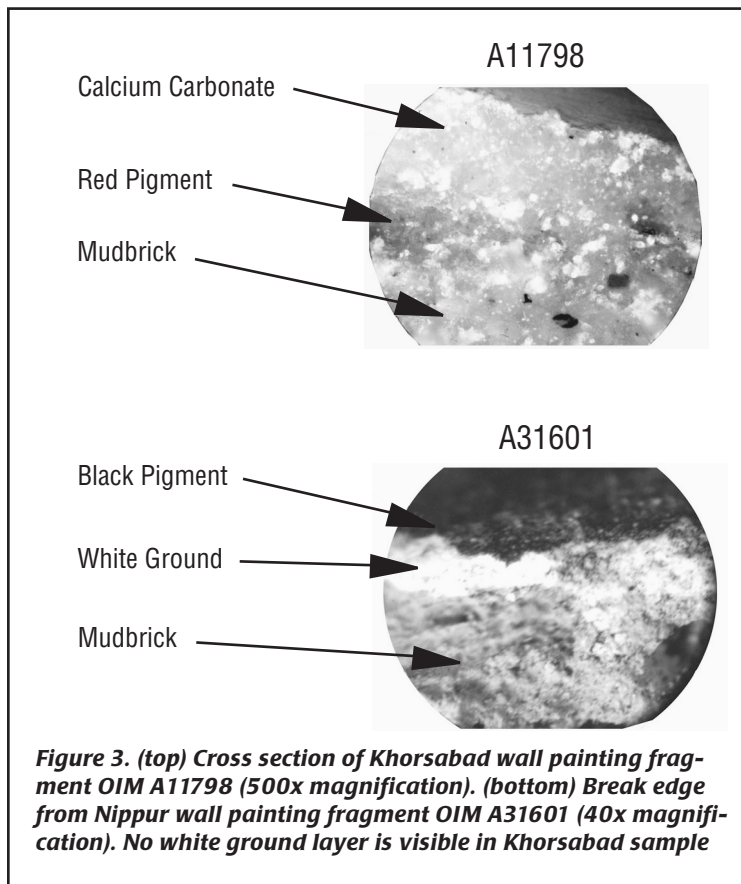 A11798
Calcium Carbonate
Red Pigment
Mudbrick
A31601
Black Pigment
White Ground
Mudbrick
Figure 3. (top) Cross section of Khorsabad wall painting frag-
ment OIM A11798 (500x magnification). (bottom) Break edge
from Nippur wall painting fragment OIM A31601 (40x magnifi-
cation). No white ground layer is visible in Khorsabad sample